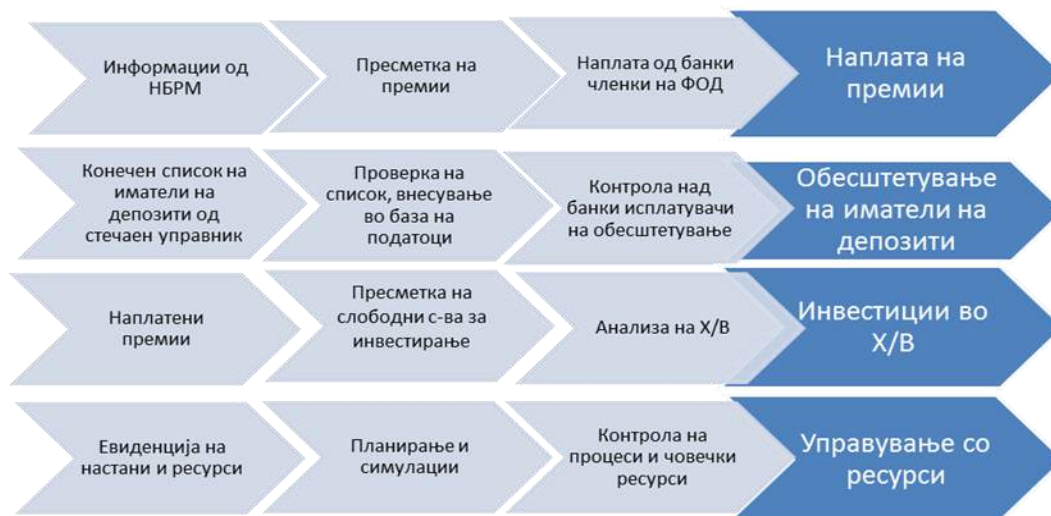 Информации од
НБРМ
Пресметка на
премии
Наплата од банки
членки на ФОД
Наплата на
премии
Конечен список на
иматели на
депозити од
стечаен управник
Проверка на
список, внесување
во база на
податоци
Контрола над
банки исплатувачи
на обесштетување
Обесштетување
на иматели на
депозити
Наплатени
премии
Пресметка на
слободни с-ва за
инвестирање
Анализа на Х/В
Инвестиции во
Х/В
Евиденција на
настани и ресурси
Планирање и
симулации
Контрола на
процеси и човечки
ресурси
Управување со
ресурси